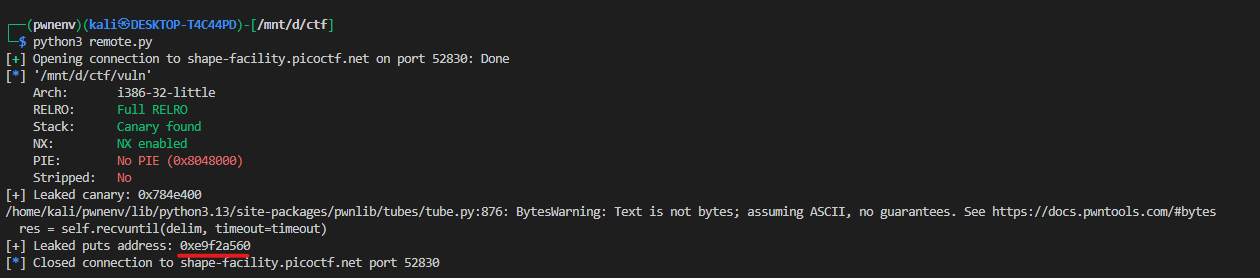 ┌──(pwnenv)(kali㉿DESKTOP-T4C44PD)-[/mnt/d/ctf]
└─$ python3 remote.py
[+] Opening connection to shape-facility.picoctf.net on port 52830: Done
[*] '/mnt/d/ctf/vuln'
Arch: i386-32-little
RELRO: Full RELRO
Stack: Canary found
NX: NX enabled
PIE: No PIE (0x8048000)
Stripped: No
[+] Leaked canary: 0x784e400
/home/kali/pwnenv/lib/python3.13/site-packages/pwnlib/tubes/tube.py:876: BytesWarning: Text is not bytes; assuming ASCII, no guarantees. See https://docs.pwntools.com/#bytes
res = self.recvuntil(delim, timeout=timeout)
[+] Leaked puts address: 0xe9f2a560
[*] Closed connection to shape-facility.picoctf.net port 52830